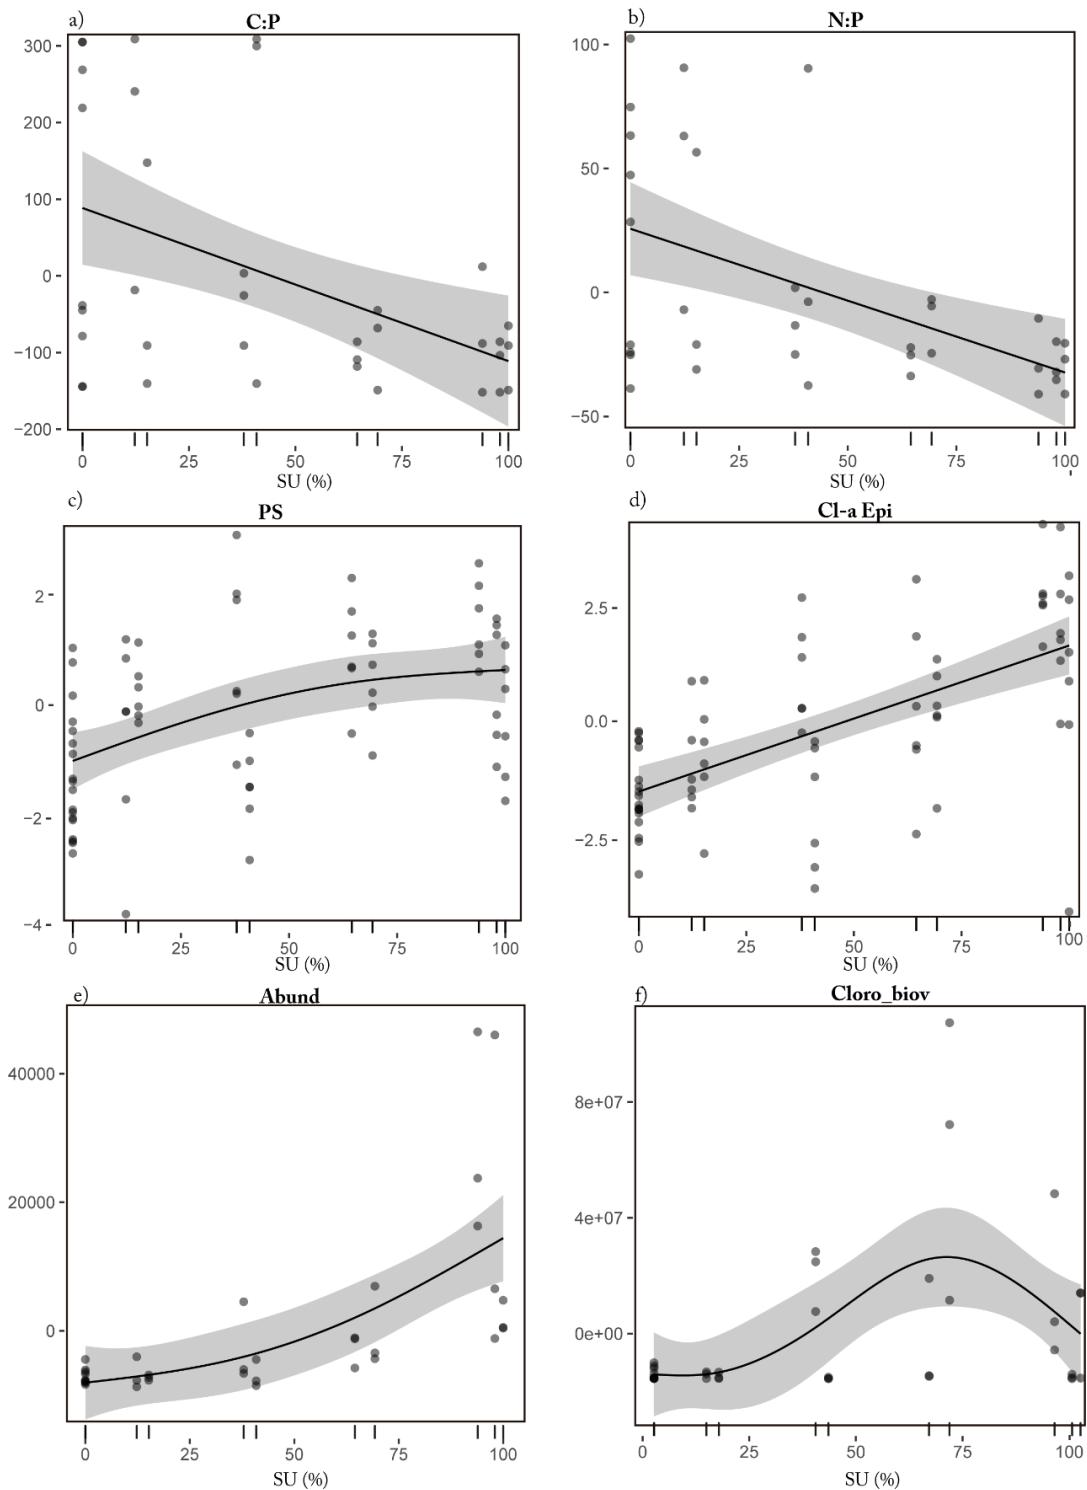 a) C:P b) N:P
300
200
100
0
−100
−200
0 25 50 75 100
SU (%)
100
50
0
−50
0 25 50 75 100
SU (%)
c) PS d) Cl-a Epi
2
0
−2
−4
0 25 50 75 100
SU (%)
2.5
0.0
−2.5
0 25 50 75 100
SU (%)
e) Abund f) Cloro_biov
40000
20000
0
0 25 50 75 100
SU (%)
8e+07
4e+07
0e+00
0 25 50 75 100
SU (%)